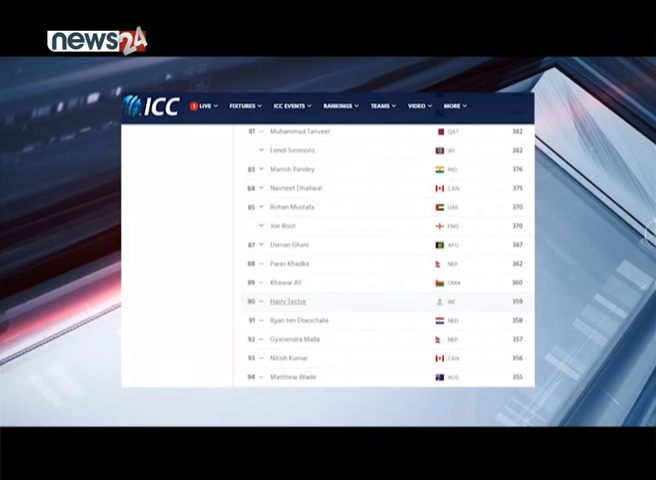 news24
ICC
1 LIVE FIXTURES ICC EVENTS RANKINGS TEAMS VIDEO MORE
81 – Muhammad Tanveer QAT 382
Lendl Simmons WI 382
83 Manish Pandey IND 376
84 Navneet Dhaliwal CAN 375
85 Rohan Mustafa UAE 370
Joe Root ENG 370
87 Usman Ghani AFG 367
88 – Paras Khadka NEP 362
89 – Khawar Ali OMA 360
90 – Harry Tector IRE 359
91 – Ryan ten Doeschate NED 358
92 – Gyanendra Malla NEP 357
93 – Nitish Kumar CAN 356
94 – Matthew Wade AUS 355